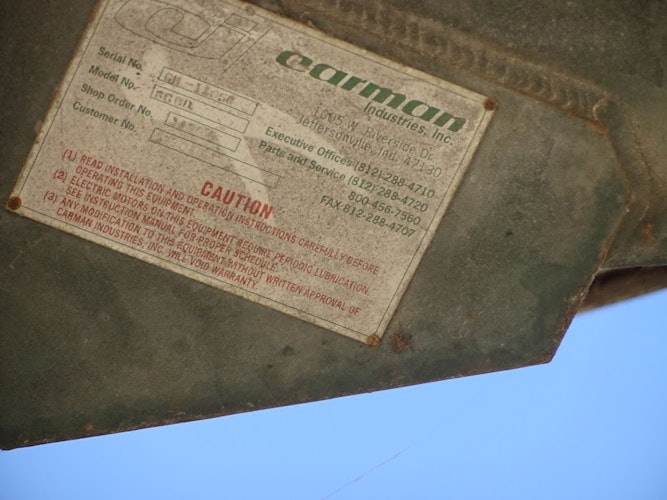 carman
Industries, Inc.
1005 W. Riverside Dr.
Jeffersonville, Ind. 47130
Executive Offices (812)-288-4710
Parts and Service (812)-288-4720
800-456-7560
FAX 812-288-4707
Serial No.
Model No.
Shop Order No.
Customer No.
CAUTION
(1) READ INSTALLATION AND OPERATION INSTRUCTIONS CAREFULLY BEFORE
OPERATING THIS EQUIPMENT.
(2) ELECTRIC MOTORS ON THIS EQUIPMENT REQUIRE PERIODIC LUBRICATION.
SEE INSTRUCTION MANUAL FOR PROPER SCHEDULE.
(3) ANY MODIFICATION TO THIS EQUIPMENT WITHOUT WRITTEN APPROVAL OF
CARMAN INDUSTRIES, INC. WILL VOID WARRANTY.